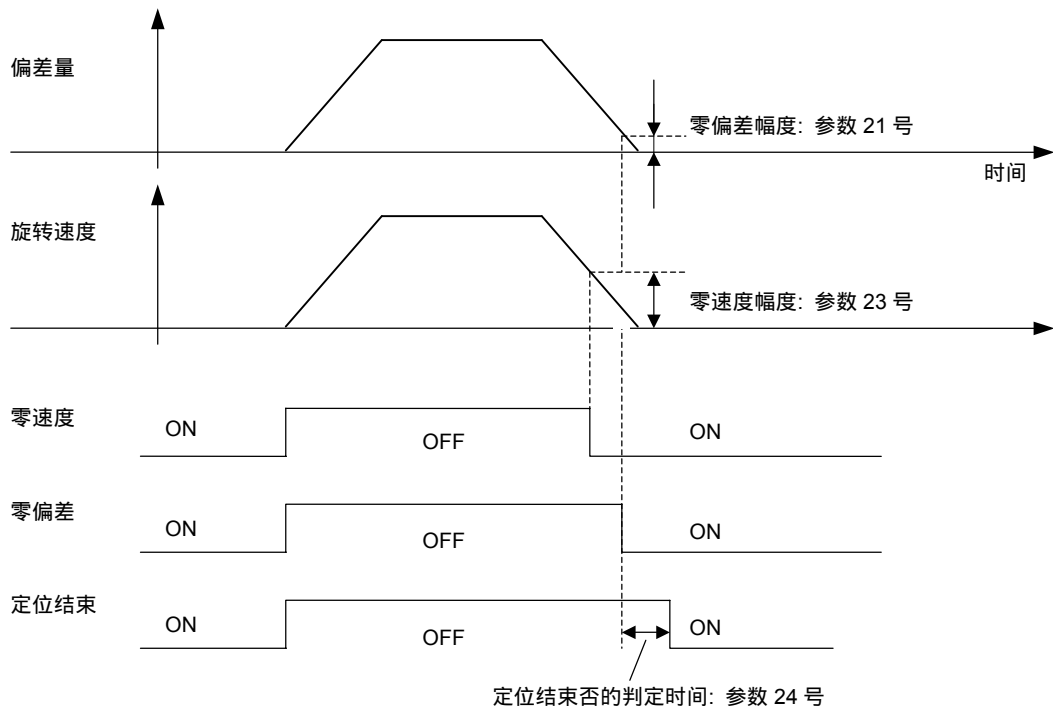 偏差量
零偏差幅度: 参数 21 号
时间
旋转速度
零速度幅度: 参数 23 号
零速度
ON
OFF
ON
零偏差
ON
OFF
ON
定位结束
ON
OFF
ON
定位结束否的判定时间: 参数 24 号